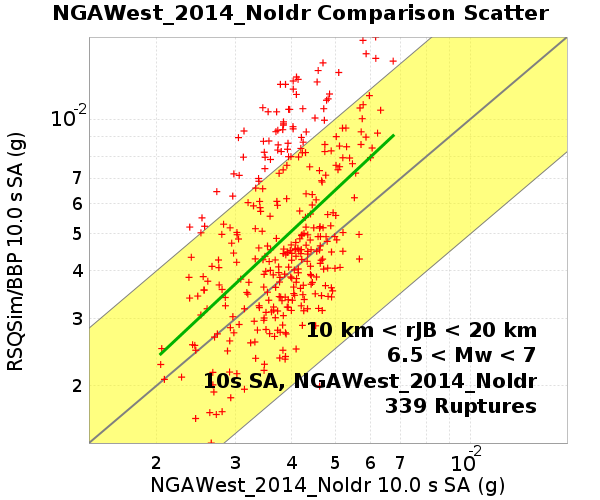 NGAWest_2014_NoIdr Comparison Scatter
RSQSim/BBP 10.0 s SA (g)
10-2
7
6
5
4
3
2
10 km < rJB < 20 km
6.5 < Mw < 7
10s SA, NGAWest_2014_NoIdr
339 Ruptures
2 3 4 5 6 7 10-2
NGAWest_2014_NoIdr 10.0 s SA (g)